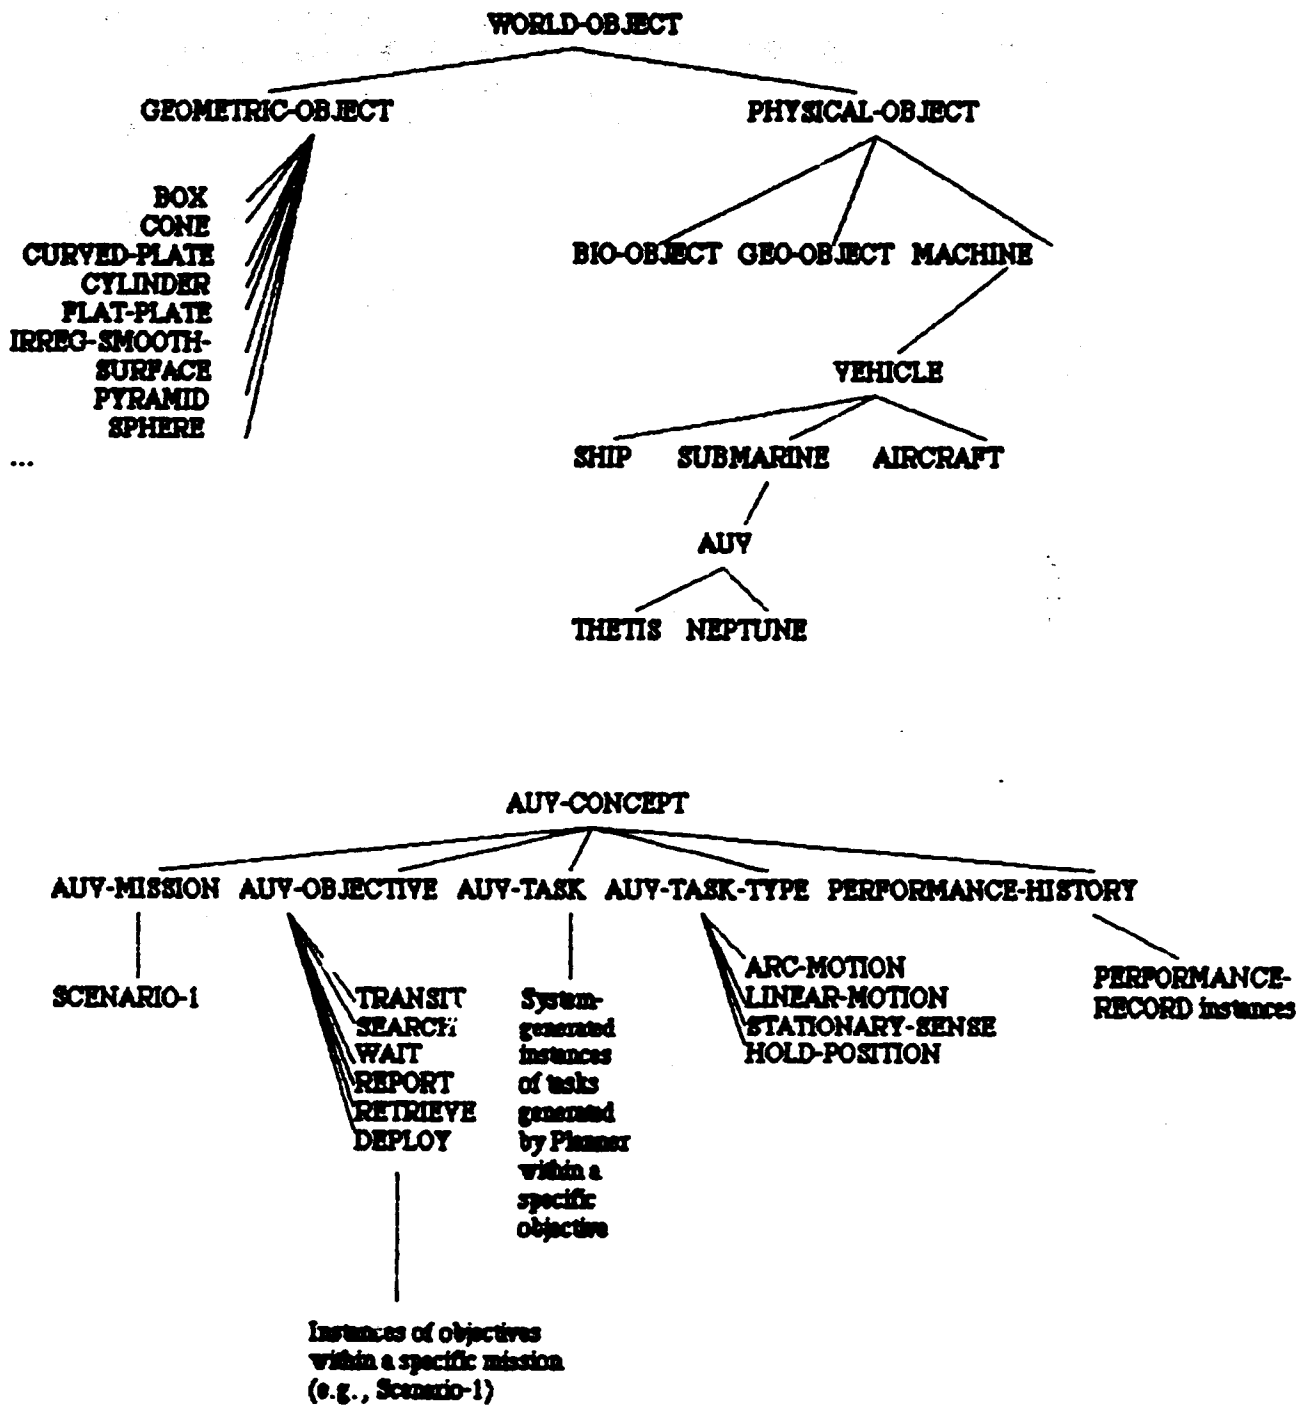 WORLD-OBJECT
GEOMETRIC-OBJECT PHYSICAL-OBJECT
BOX
CONE
CURVED-PLATE
CYLINDER
FLAT-PLATE
IRREG-SMOOTH-
SURFACE
PYRAMID
SPHERE
...
BIO-OBJECT GEO-OBJECT MACHINE
VEHICLE
SHIP SUBMARINE AIRCRAFT
AUV
THETIS NEPTUNE
AUV-CONCEPT
AUV-MISSION AUV-OBJECTIVE AUV-TASK AUV-TASK-TYPE PERFORMANCE-HISTORY
SCENARIO-1
TRANSIT
SEARCH
WAIT
REPORT
RETRIEVE
DEPLOY
Instances of objectives
within a specific mission
(e.g., Scenario-1)
System-
generated
instances
of tasks
generated
by Planner
within a
specific
objective
ARC-MOTION
LINEAR-MOTION
STATIONARY-SENSE
HOLD-POSITION
PERFORMANCE-
RECORD instances